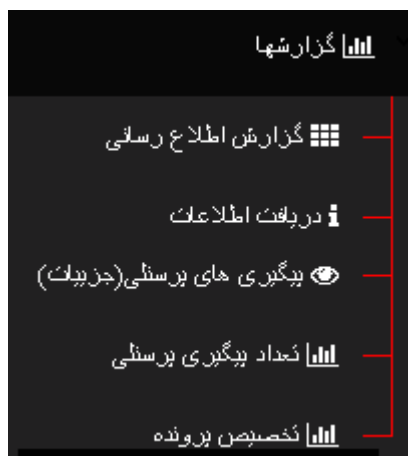 گزارشها
گزارش اطلاع رسانی
دریافت اطلاعات
پیگیری های پرسنلی(جزییات)
تعداد پیگیری پرسنلی
تخصیص پرونده